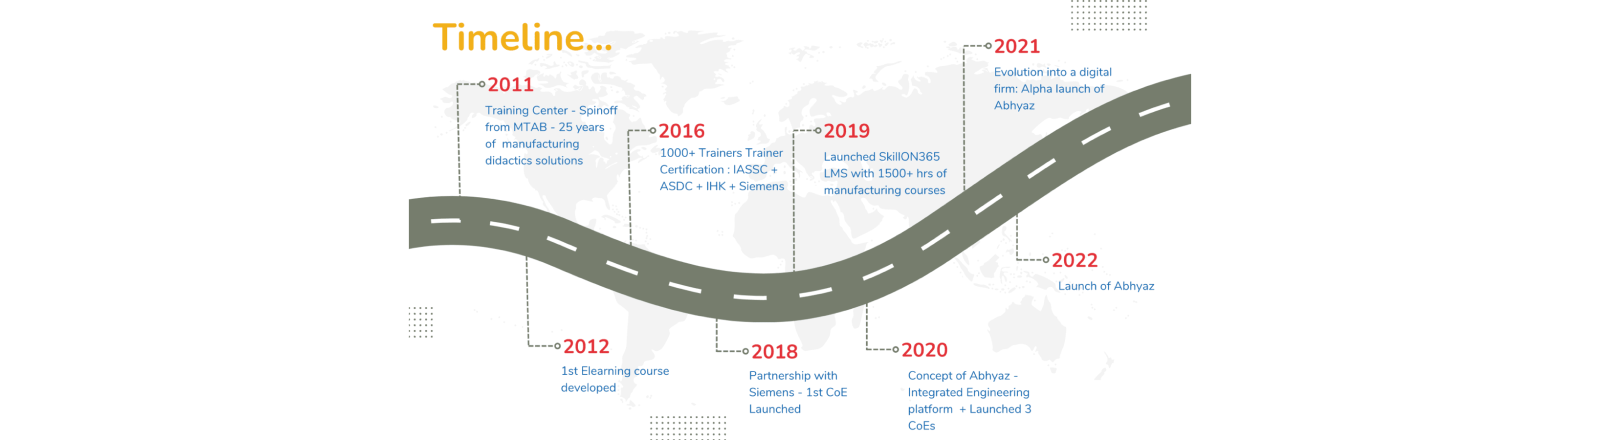 Timeline...
2011
Training Center - Spinoff
from MTAB - 25 years
of manufacturing
didactics solutions
2012
1st Elearning course
developed
2016
1000+ Trainers Trainer
Certification : IASSC +
ASDC + IHK + Siemens
2018
Partnership with
Siemens - 1st CoE
Launched
2019
Launched SkillON365
LMS with 1500+ hrs of
manufacturing courses
2020
Concept of Abhyaz -
Integrated Engineering
platform + Launched 3
CoEs
2021
Evolution into a digital
firm: Alpha launch of
Abhyaz
2022
Launch of Abhyaz